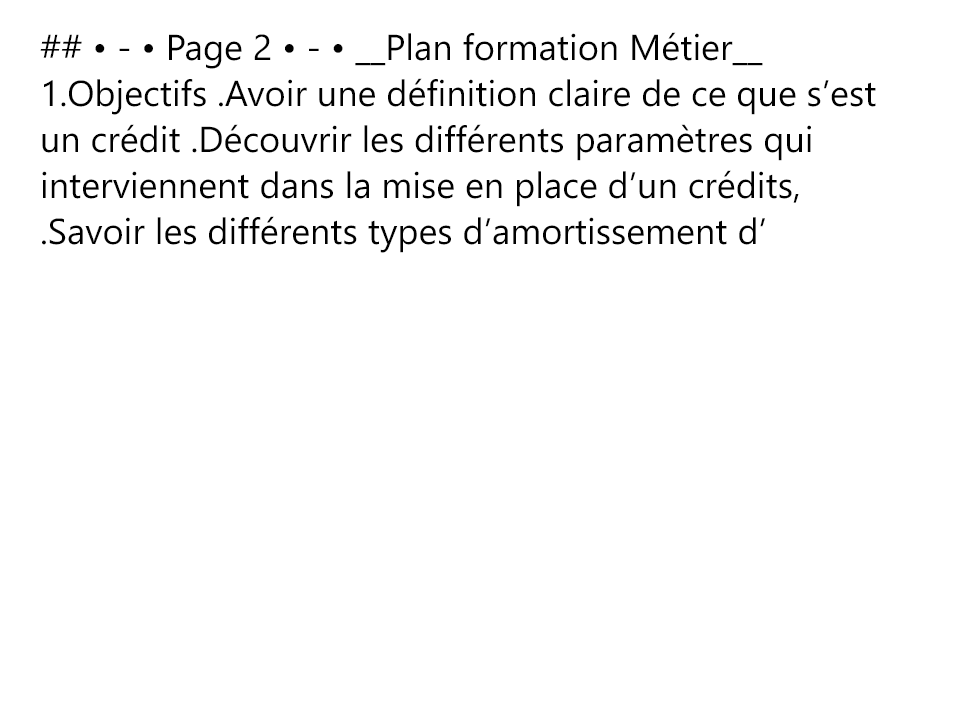 ## • - • Page 2 • - • __Plan formation Métier__
1.Objectifs .Avoir une définition claire de ce que s’est
un crédit .Découvrir les différents paramètres qui
interviennent dans la mise en place d’un crédits,
.Savoir les différents types d’amortissement d’